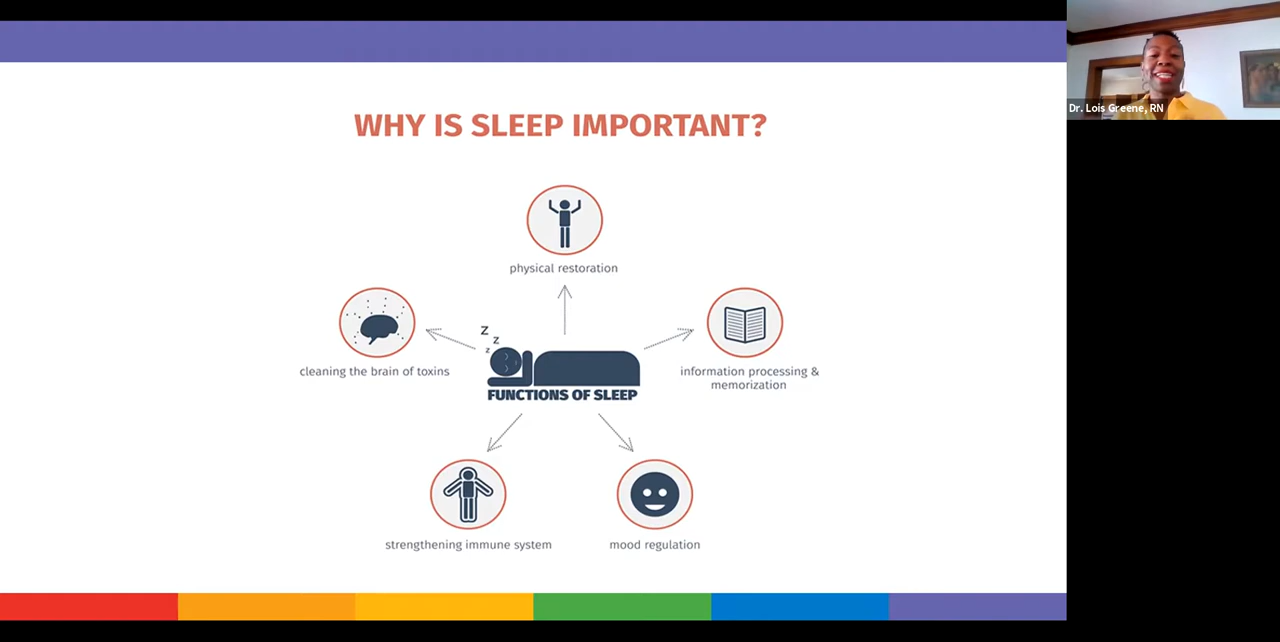 Dr. Lois Greene, RN
WHY IS SLEEP IMPORTANT?
physical restoration
cleaning the brain of toxins
information processing &
memorization
z
z
z
FUNCTIONS OF SLEEP
strengthening immune system
mood regulation